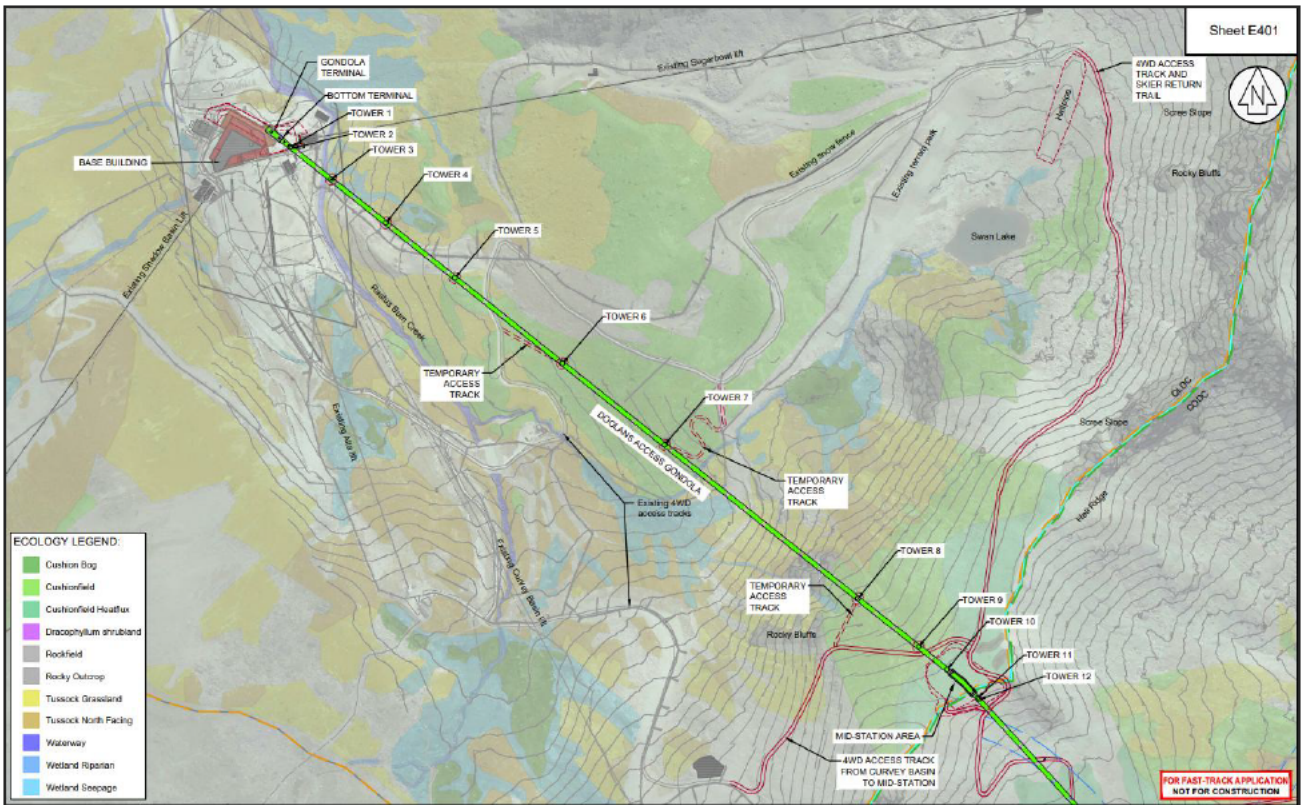 Sheet E401
GONDOLA
TERMINAL
BOTTOM TERMINAL
TOWER 1
TOWER 2
TOWER 3
BASE BUILDING
TOWER 4
TOWER 5
TOWER 6
TOWER 7
Existing Sugarbowl lift
4WD ACCESS
TRACK AND
SKIER RETURN
TRAIL
N
Scree Slope
Halfpipe
Rocky Bluffs
Existing snow fence
Existing terrain park
Swan Lake
Existing Shadow Basin Lift
Rastus Burn Creek
TEMPORARY
ACCESS
TRACK
QLDC
CODC
Scree Slope
DOOLANS ACCESS GONDOLA
TEMPORARY
ACCESS
TRACK
Existing Alta lift
Existing 4WD
access tracks
Existing Curvey Basin lift
TOWER 8
TEMPORARY
ACCESS
TRACK
Rocky Bluffs
TOWER 9
TOWER 10
TOWER 11
TOWER 12
MID-STATION AREA
4WD ACCESS TRACK
FROM CURVEY BASIN
TO MID-STATION
ECOLOGY LEGEND:
Cushion Bog
Cushionfield
Cushionfield Heatflux
Dracophyllum shrubland
Rockfield
Rocky Outcrop
Tussock Grassland
Tussock North Facing
Waterway
Wetland Riparian
Wetland Seepage
FOR FAST-TRACK APPLICATION
NOT FOR CONSTRUCTION